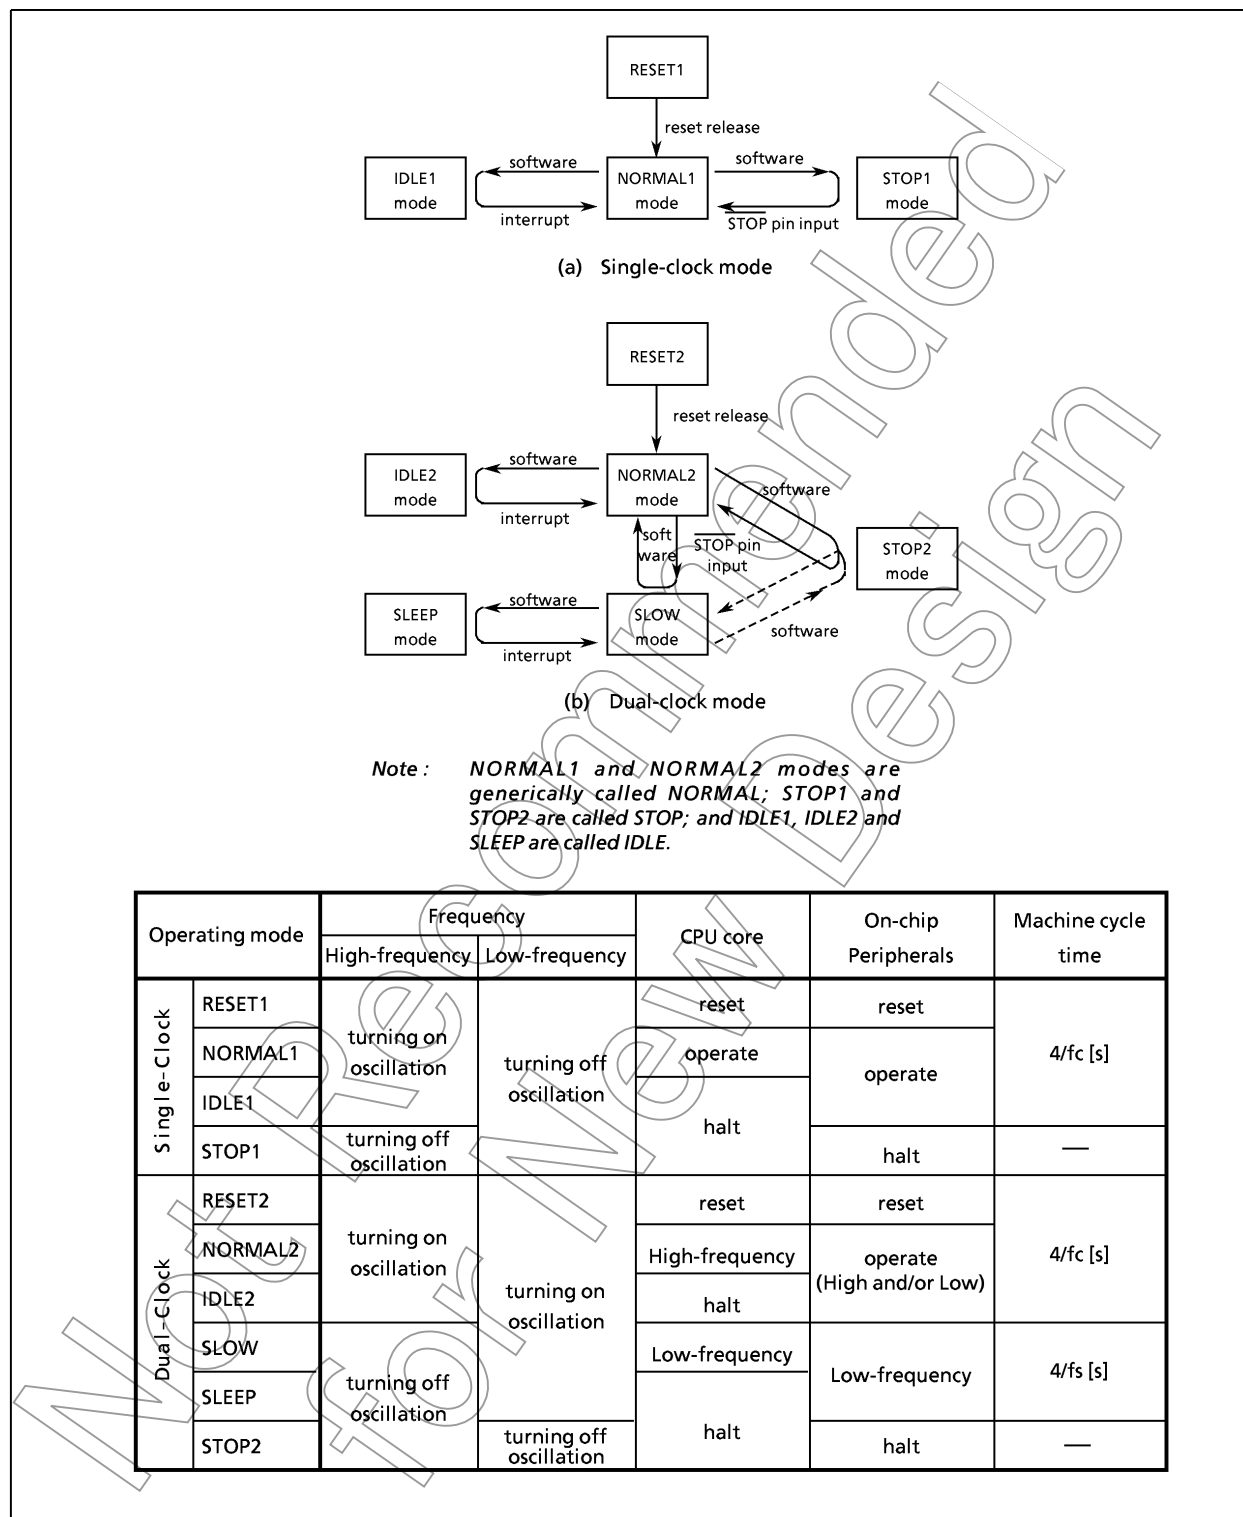 RESET1
reset release
IDLE1
mode
software
interrupt
NORMAL1
mode
software
STOP pin input
STOP1
mode
(a) Single-clock mode
RESET2
reset release
IDLE2
mode
software
interrupt
NORMAL2
mode
software
soft
ware
STOP pin
input
STOP2
mode
SLEEP
mode
software
interrupt
SLOW
mode
software
(b) Dual-clock mode
Note : NORMAL1 and NORMAL2 modes are
generically called NORMAL; STOP1 and
STOP2 are called STOP; and IDLE1, IDLE2 and
SLEEP are called IDLE.
Operating mode
Frequency
High-frequency
Low-frequency
CPU core
On-chip
Peripherals
Machine cycle
time
Single-Clock
RESET1
NORMAL1
IDLE1
STOP1
turning on
oscillation
turning off
oscillation
turning off
oscillation
reset
operate
halt
reset
operate
halt
4/fc [s]
—
Dual-Clock
RESET2
NORMAL2
IDLE2
SLOW
SLEEP
STOP2
turning on
oscillation
turning off
oscillation
turning on
oscillation
turning off
oscillation
reset
High-frequency
halt
Low-frequency
halt
reset
operate
(High and/or Low)
Low-frequency
halt
4/fc [s]
4/fs [s]
—
Not Recommended
for New Design